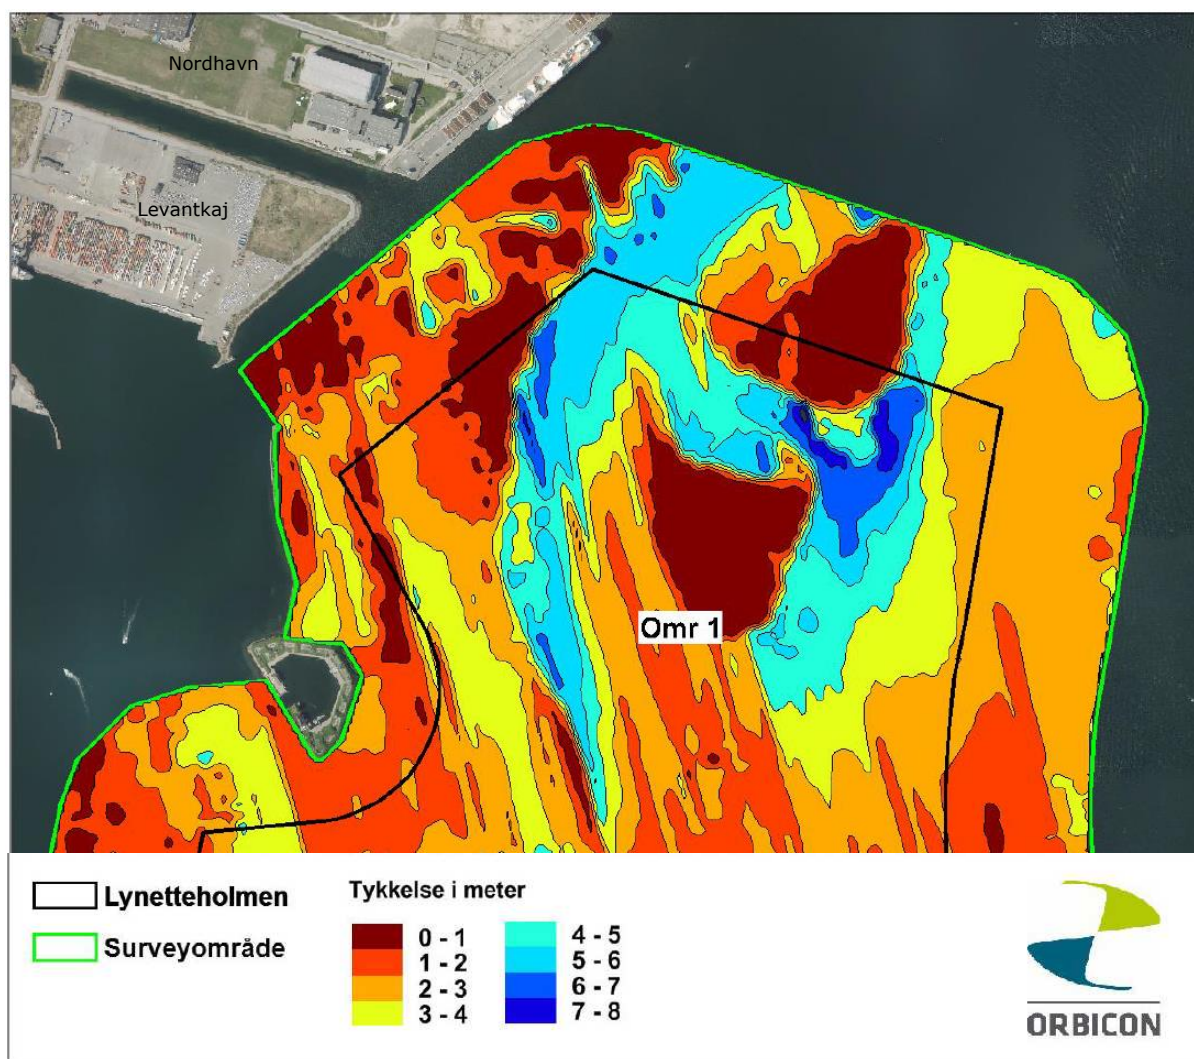 Nordhavn
Levantkaj
Omr 1
Lynetteholmen
Surveyområde
Tykkelse i meter
0 - 1
1 - 2
2 - 3
3 - 4
4 - 5
5 - 6
6 - 7
7 - 8
ORBICON